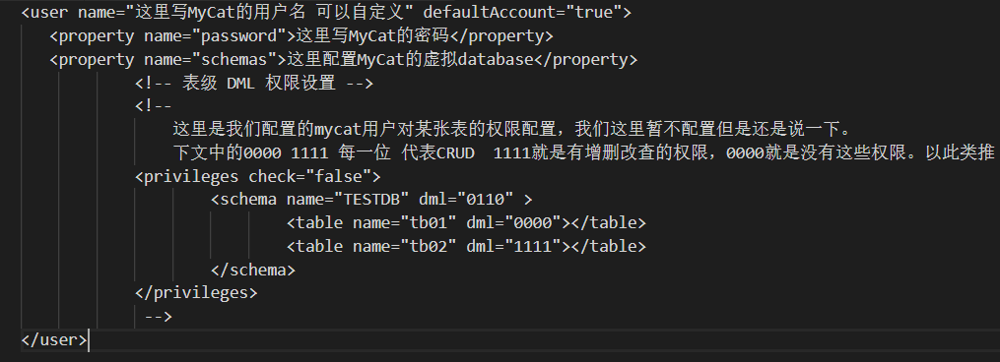 <user name="这里写MyCat的用户名 可以自定义" defaultAccount="true">
<property name="password">这里写MyCat的密码</property>
<property name="schemas">这里配置MyCat的虚拟database</property>
<!-- 表级 DML 权限设置 -->
<!--
这里是我们配置的mycat用户对某张表的权限配置，我们这里暂不配置但是还是说一下。
下文中的0000 1111 每一位 代表CRUD  1111就是有增删改查的权限，0000就是没有这些权限。以此类推
<privileges check="false">
<schema name="TESTDB" dml="0110" >
<table name="tb01" dml="0000"></table>
<table name="tb02" dml="1111"></table>
</schema>
</privileges>
-->
</user>